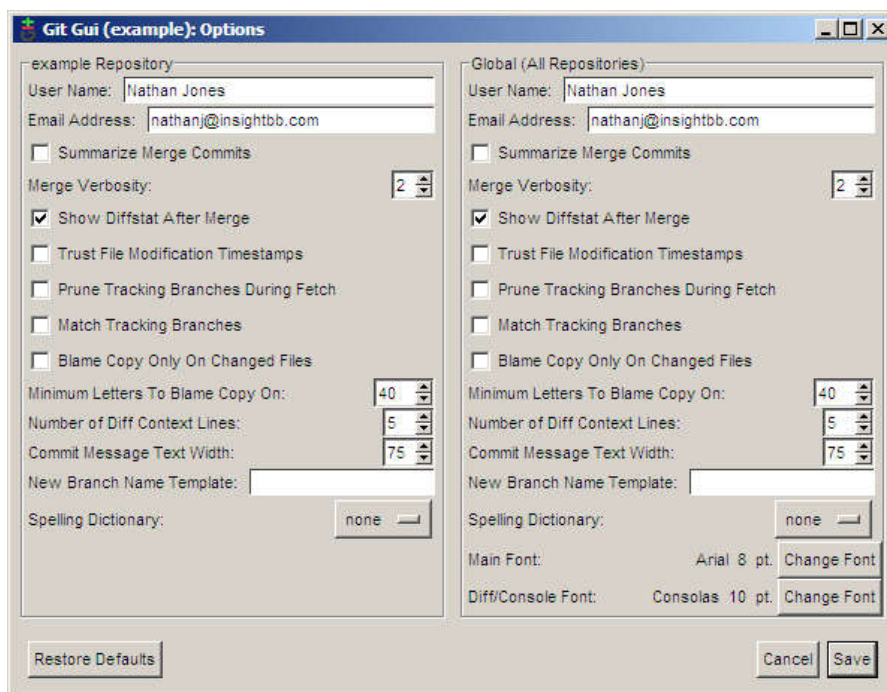 Git Gui (example): Options
example Repository
User Name: Nathan Jones
Email Address: nathanj@insightbb.com
Summarize Merge Commits
Merge Verbosity: 2
Show Diffstat After Merge
Trust File Modification Timestamps
Prune Tracking Branches During Fetch
Match Tracking Branches
Blame Copy Only On Changed Files
Minimum Letters To Blame Copy On: 40
Number of Diff Context Lines: 5
Commit Message Text Width: 75
New Branch Name Template:
Spelling Dictionary: none
Global (All Repositories)
User Name: Nathan Jones
Email Address: nathanj@insightbb.com
Summarize Merge Commits
Merge Verbosity: 2
Show Diffstat After Merge
Trust File Modification Timestamps
Prune Tracking Branches During Fetch
Match Tracking Branches
Blame Copy Only On Changed Files
Minimum Letters To Blame Copy On: 40
Number of Diff Context Lines: 5
Commit Message Text Width: 75
New Branch Name Template:
Spelling Dictionary: none
Main Font: Arial 8 pt. Change Font
Diff/Console Font: Consolas 10 pt. Change Font
Restore Defaults Cancel Save